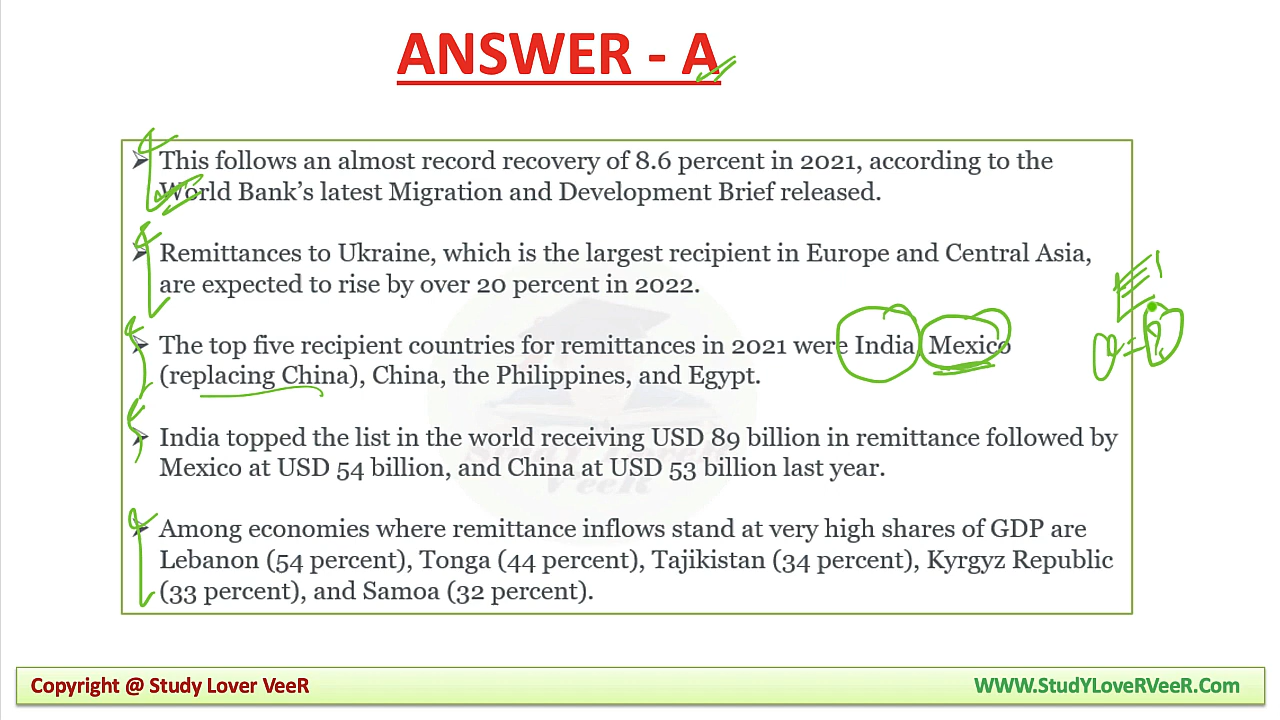 ANSWER - A
This follows an almost record recovery of 8.6 percent in 2021, according to the
World Bank's latest Migration and Development Brief released.
Remittances to Ukraine, which is the largest recipient in Europe and Central Asia,
are expected to rise by over 20 percent in 2022.
The top five recipient countries for remittances in 2021 were India, Mexico
(replacing China), China, the Philippines, and Egypt.
India topped the list in the world receiving USD 89 billion in remittance followed by
Mexico at USD 54 billion, and China at USD 53 billion last year.
Among economies where remittance inflows stand at very high shares of GDP are
Lebanon (54 percent), Tonga (44 percent), Tajikistan (34 percent), Kyrgyz Republic
(33 percent), and Samoa (32 percent).
StudY LoveR
VeeR
Copyright @ Study Lover VeeR
WWW.StudYLoveRVeeR.Com